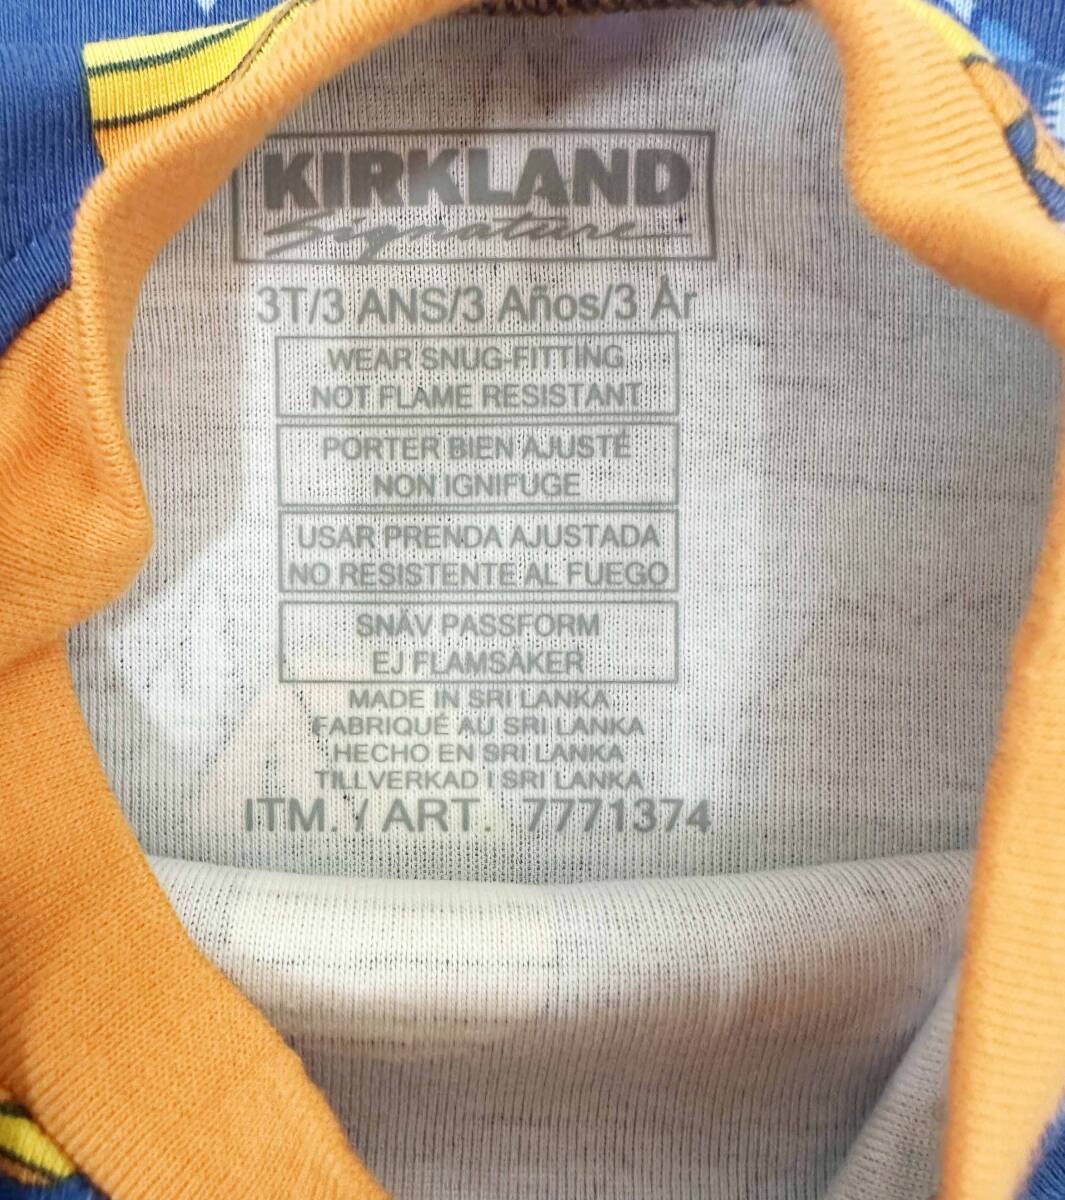 KIRKLAND
Signature
3T/3 ANS/3 Años/3 År
WEAR SNUG-FITTING
NOT FLAME RESISTANT
PORTER BIEN AJUSTÉ
NON IGNIFUGE
USAR PRENDA AJUSTADA
NO RESISTENTE AL FUEGO
SNÄV PASSFORM
EJ FLAMSÄKER
MADE IN SRI LANKA
FABRIQUÉ AU SRI LANKA
HECHO EN SRI LANKA
TILLVERKAD I SRI LANKA
ITM. / ART. 7771374